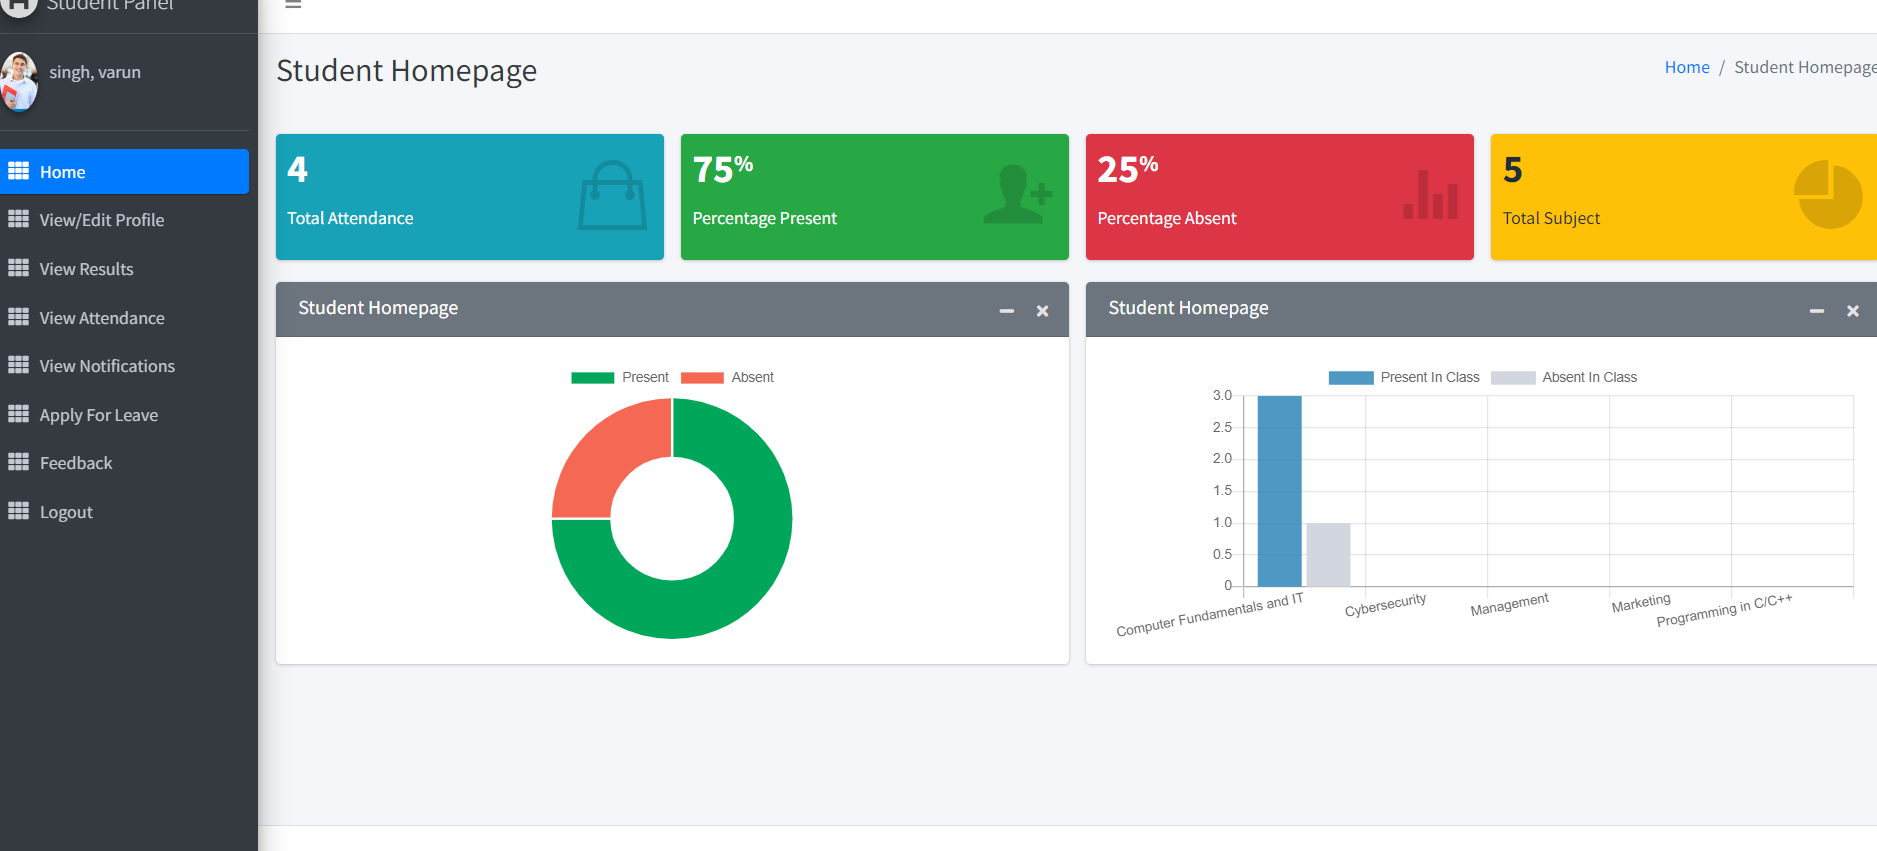 Student Panel
singh, varun
Home
View/Edit Profile
View Results
View Attendance
View Notifications
Apply For Leave
Feedback
Logout
Student Homepage
Home / Student Homepage
4
Total Attendance
75%
Percentage Present
25%
Percentage Absent
5
Total Subject
Student Homepage
Present Absent
Student Homepage
Present In Class Absent In Class
3.0
2.5
2.0
1.5
1.0
0.5
0
Computer Fundamentals and IT
Cybersecurity
Management
Marketing
Programming in C/C++